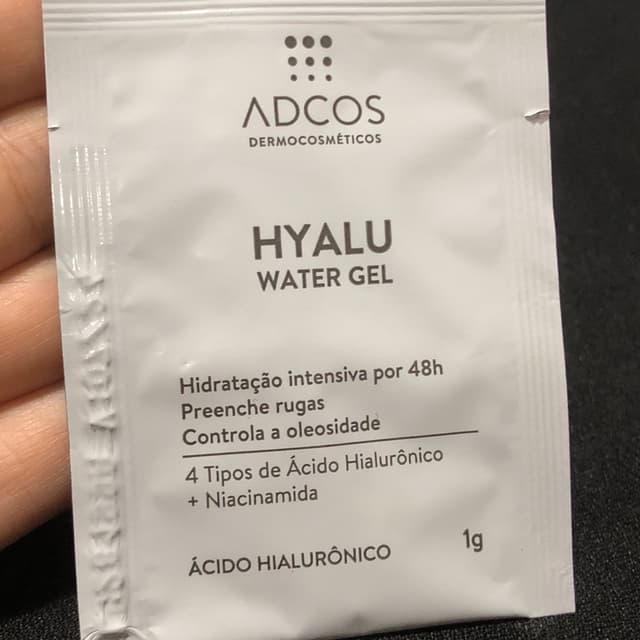 ADCOS
DERMOCOSMÉTICOS
HYALU
WATER GEL
Hidratação intensiva por 48h
Preenche rugas
Controla a oleosidade
4 Tipos de Ácido Hialurônico
+ Niacinamida
ÁCIDO HIALURÔNICO 1g